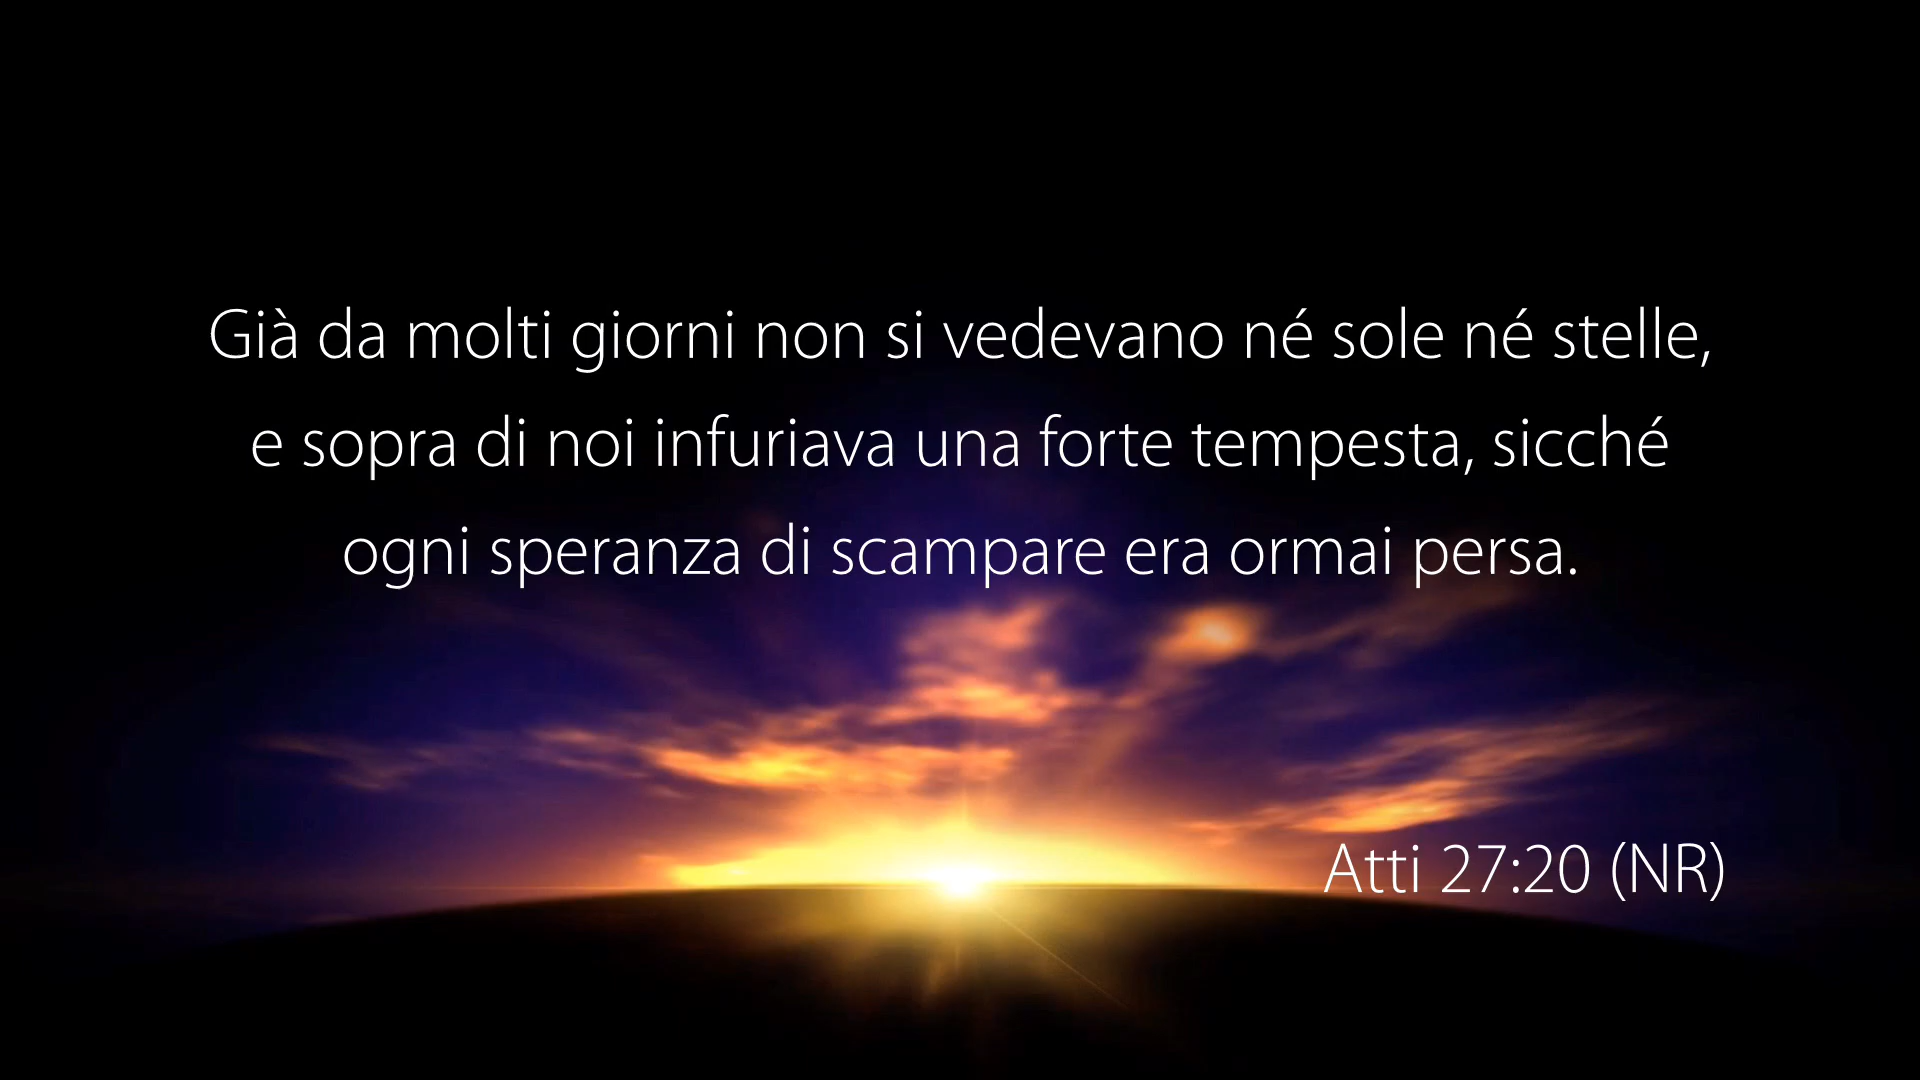 Già da molti giorni non si vedevano né sole né stelle,
e sopra di noi infuriava una forte tempesta, sicché
ogni speranza di scampare era ormai persa.
Atti 27:20 (NR)